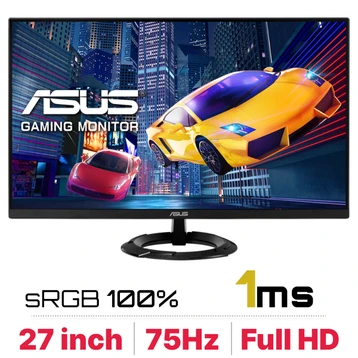 ASUS
GAMING MONITOR
ASUS
sRGB 100% 1ms
27 inch | 75Hz | Full HD